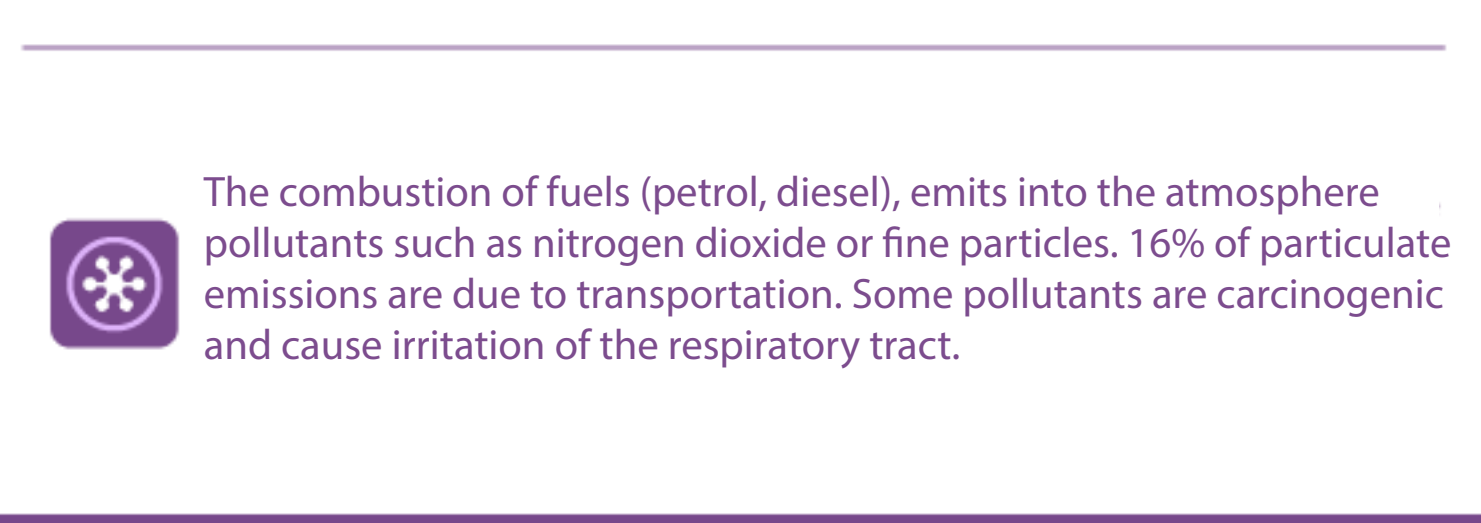 The combustion of fuels (petrol, diesel), emits into the atmosphere
pollutants such as nitrogen dioxide or fine particles. 16% of particulate
emissions are due to transportation. Some pollutants are carcinogenic
and cause irritation of the respiratory tract.